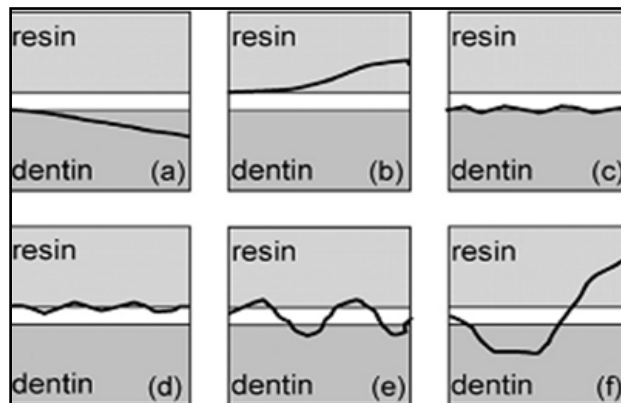 resin
dentin (a)
resin
dentin (b)
resin
dentin (c)
resin
dentin (d)
resin
dentin (e)
resin
dentin (f)